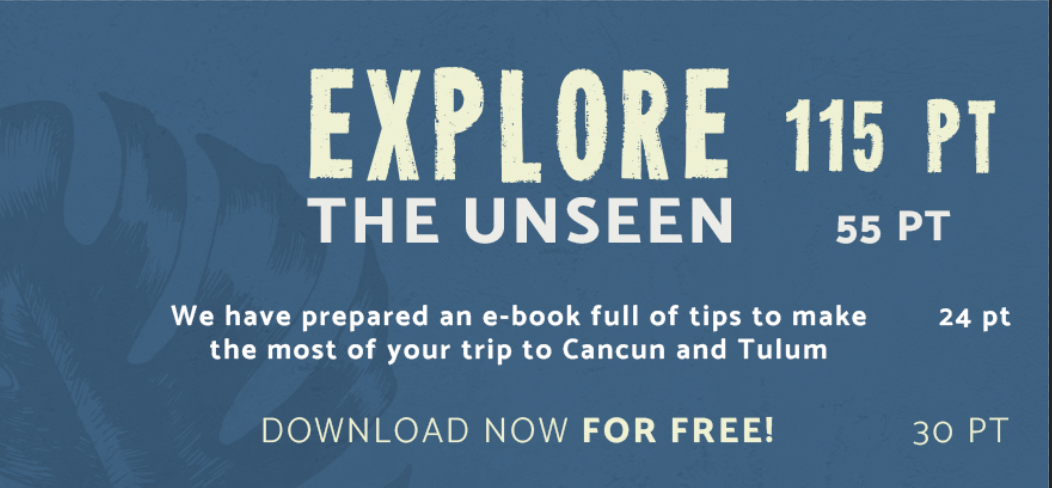 EXPLORE 115 PT
THE UNSEEN 55 PT
We have prepared an e-book full of tips to make 24 pt
the most of your trip to Cancun and Tulum
DOWNLOAD NOW FOR FREE! 30 PT